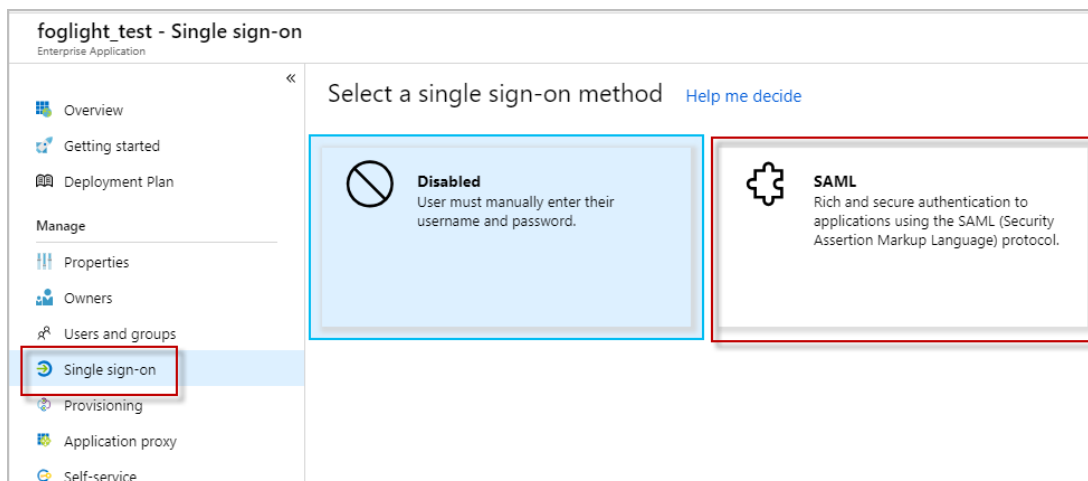 foglight_test - Single sign-on
Enterprise Application
«
Overview
Getting started
Deployment Plan
Manage
Properties
Owners
Users and groups
Single sign-on
Provisioning
Application proxy
Self-service
Select a single sign-on method Help me decide
Disabled
User must manually enter their
username and password.
SAML
Rich and secure authentication to
applications using the SAML (Security
Assertion Markup Language) protocol.